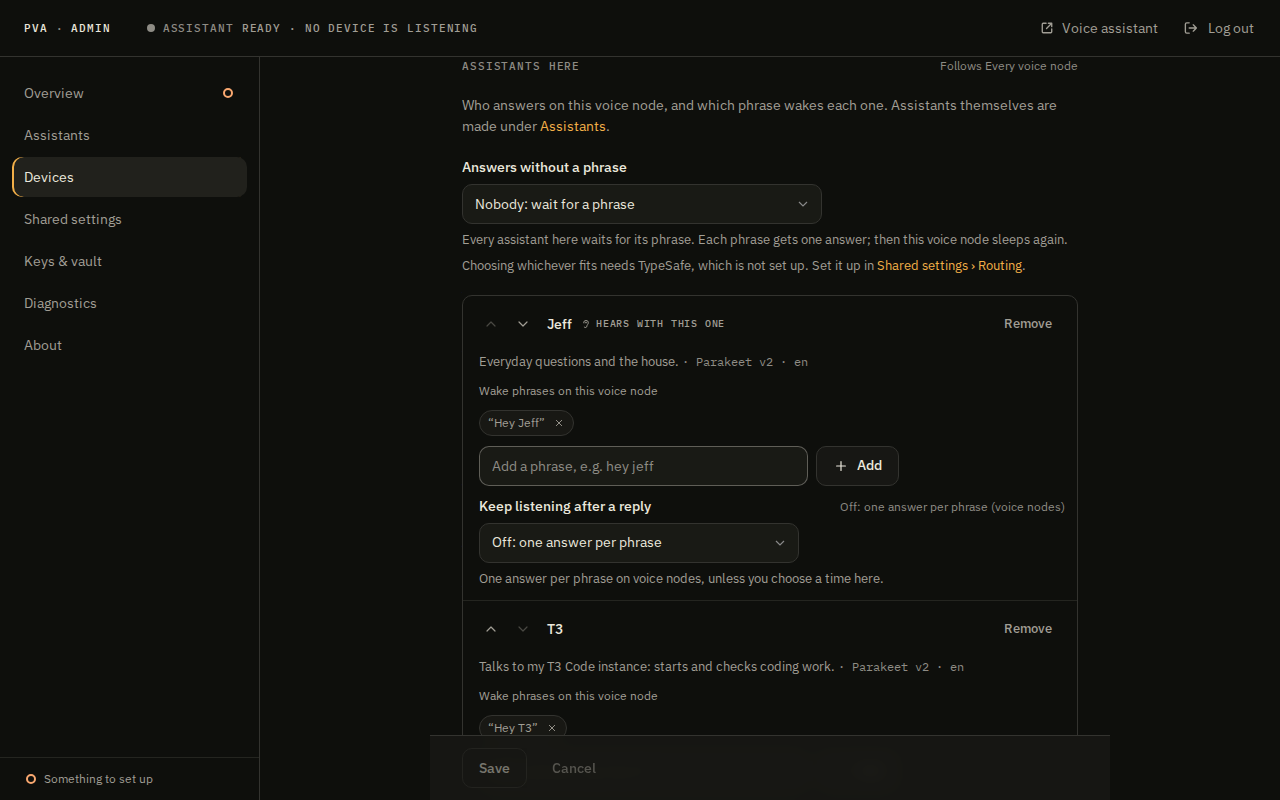 PVA · ADMIN
ASSISTANT READY · NO DEVICE IS LISTENING
Voice assistant
Log out
Overview
Assistants
Devices
Shared settings
Keys & vault
Diagnostics
About
Something to set up
ASSISTANTS HERE
Follows Every voice node
Who answers on this voice node, and which phrase wakes each one. Assistants themselves are
made under Assistants.
Answers without a phrase
Nobody: wait for a phrase
Every assistant here waits for its phrase. Each phrase gets one answer; then this voice node sleeps again.
Choosing whichever fits needs TypeSafe, which is not set up. Set it up in Shared settings › Routing.
Jeff
HEARS WITH THIS ONE
Remove
Everyday questions and the house. · Parakeet v2 · en
Wake phrases on this voice node
“Hey Jeff”
Add a phrase, e.g. hey jeff
Add
Keep listening after a reply
Off: one answer per phrase (voice nodes)
Off: one answer per phrase
One answer per phrase on voice nodes, unless you choose a time here.
T3
Remove
Talks to my T3 Code instance: starts and checks coding work. · Parakeet v2 · en
Wake phrases on this voice node
“Hey T3”
Save
Cancel